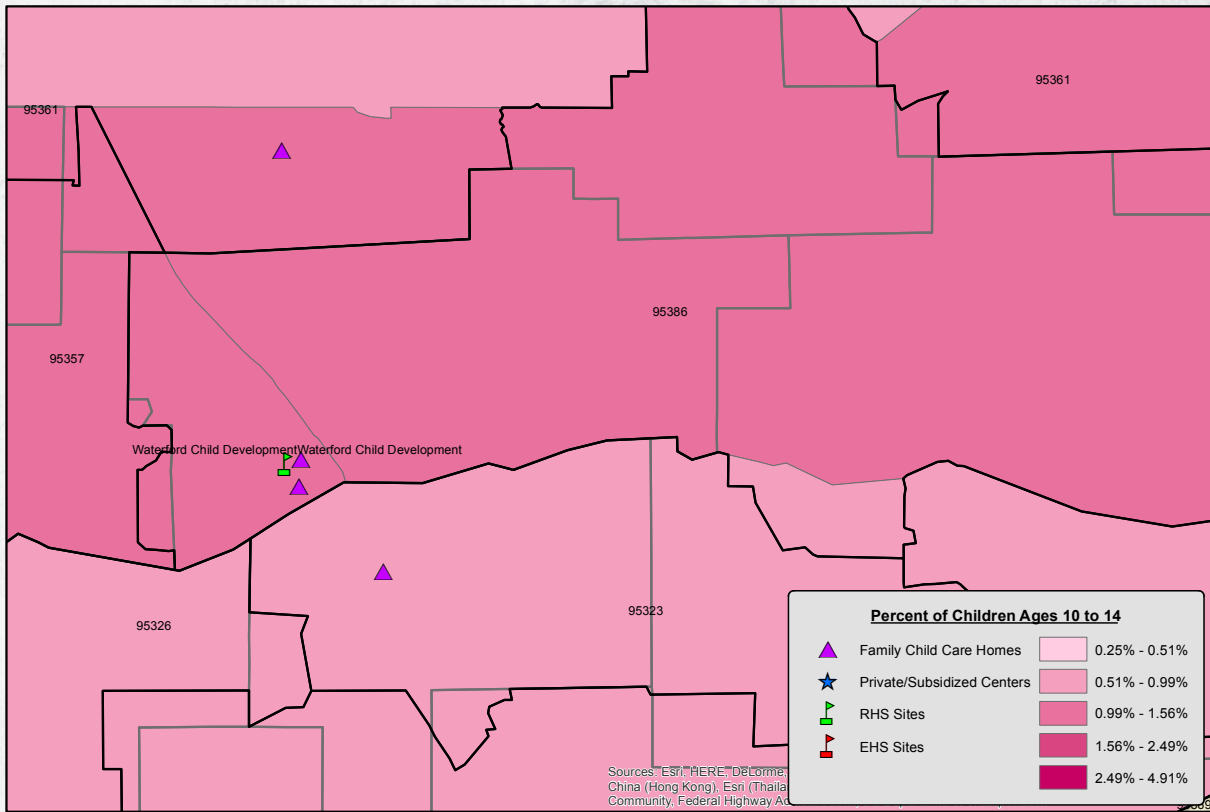 95361
95361
95386
95357
Waterford Child DevelopmentWaterford Child Development
95326
95323
Percent of Children Ages 10 to 14
Family Child Care Homes
Private/Subsidized Centers
RHS Sites
EHS Sites
0.25% - 0.51%
0.51% - 0.99%
0.99% - 1.56%
1.56% - 2.49%
2.49% - 4.91%
Sources: Esri, HERE, DeLorme,
China (Hong Kong), Esri
Community, Federal Highway